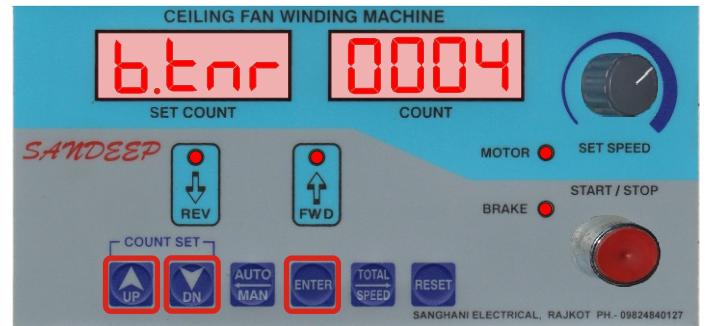 CEILING FAN WINDING MACHINE
b.tnr 0004
SET COUNT COUNT
SANDEEP
MOTOR SET SPEED
REV FWD
BRAKE START / STOP
COUNT SET
UP DN AUTO MAN ENTER TOTAL SPEED RESET
SANGHANI ELECTRICAL, RAJKOT PH.- 09824840127